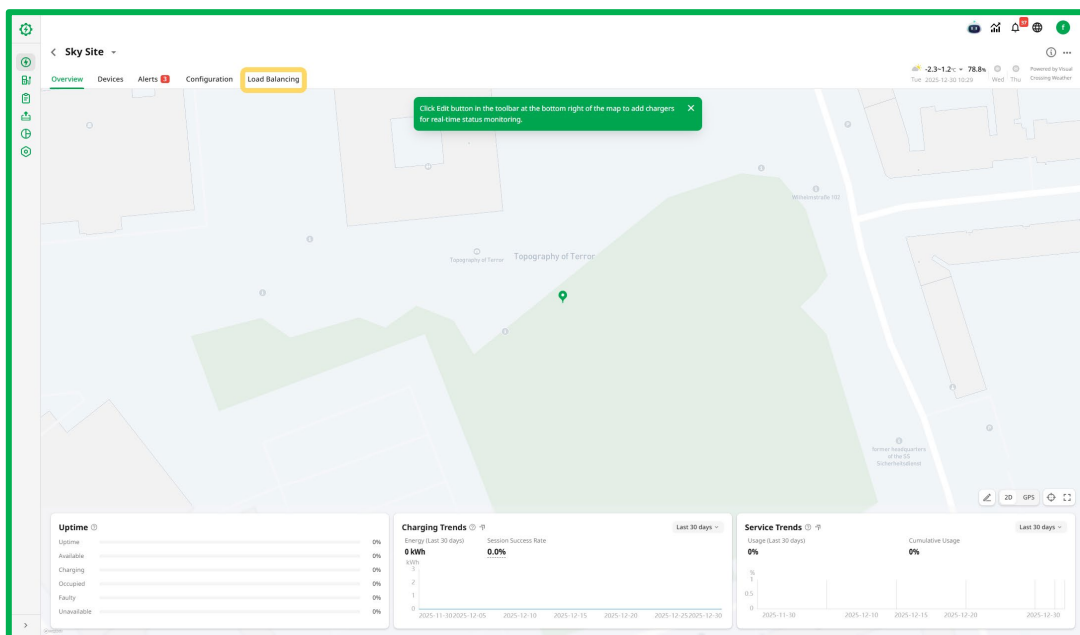 97
f
Sky Site
Overview Devices Alerts 3 Configuration Load Balancing
-2.3~1.2℃ 78.8%
Tue 2025-12-30 10:29 Wed Thu
Powered by Visual
Crossing Weather
Click Edit button in the toolbar at the bottom right of the map to add chargers
for real-time status monitoring.
Wilhelmstraße 102
Topography of Terror
Topography of Terror
former headquarters
of the SS
Sicherheitsdienst
2D GPS
Uptime
Uptime 0%
Available 0%
Charging 0%
Occupied 0%
Faulty 0%
Unavailable 0%
Charging Trends Last 30 days
Energy (Last 30 days) Session Success Rate
0 kWh 0.0%
kWh
3
2
1
0
2025-11-30 2025-12-05 2025-12-10 2025-12-15 2025-12-20 2025-12-25 2025-12-30
Service Trends Last 30 days
Usage (Last 30 days) Cumulative Usage
0% 0%
%
1
0.5
0
2025-11-30 2025-12-10 2025-12-15 2025-12-20 2025-12-30